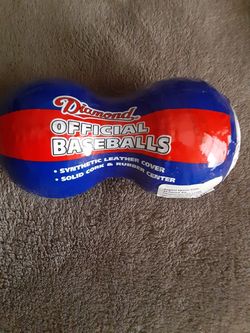 Diamond
OFFICIAL
BASEBALLS
• SYNTHETIC LEATHER COVER
• SOLID CORK & RUBBER CENTER